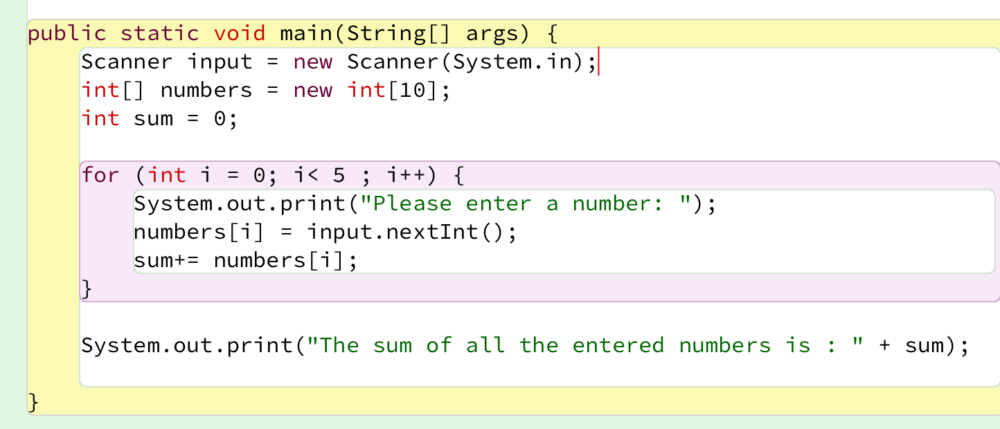 public static void main(String[] args) {
Scanner input = new Scanner(System.in);
int[] numbers = new int[10];
int sum = 0;
for (int i = 0; i< 5 ; i++) {
System.out.print("Please enter a number: ");
numbers[i] = input.nextInt();
sum+= numbers[i];
}
System.out.print("The sum of all the entered numbers is : " + sum);
}